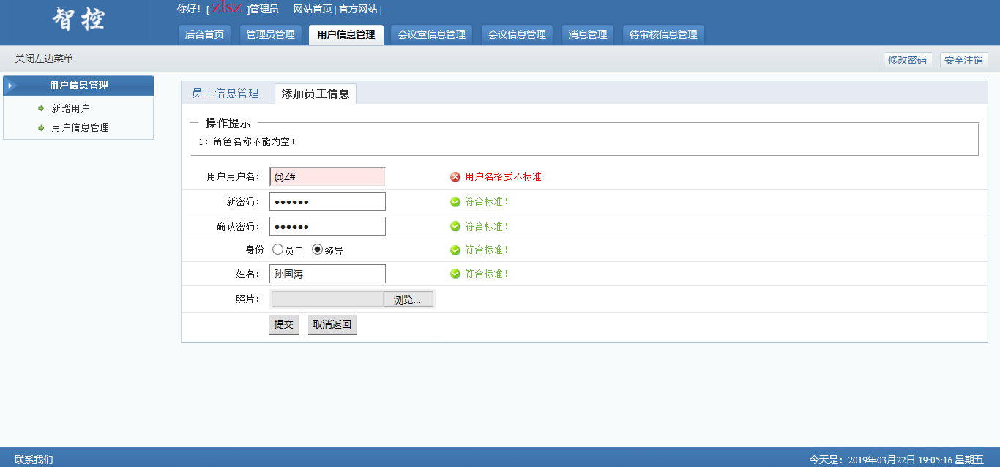 智控
你好！[ zlsz ]管理员 网站首页 | 官方网站 |
后台首页 管理员管理 用户信息管理 会议室信息管理 会议信息管理 消息管理 待审核信息管理
关闭左边菜单 修改密码 安全注销
用户信息管理
新增用户
用户信息管理
员工信息管理 添加员工信息
操作提示
1：角色名称不能为空；
用户用户名： @Z# 用户名格式不标准
新密码： ●●●●●● 符合标准！
确认密码： ●●●●●● 符合标准！
身份 员工 领导 符合标准！
姓名： 孙国涛 符合标准！
照片： 浏览...
提交 取消返回
联系我们 今天是：2019年03月22日 19:05:16 星期五